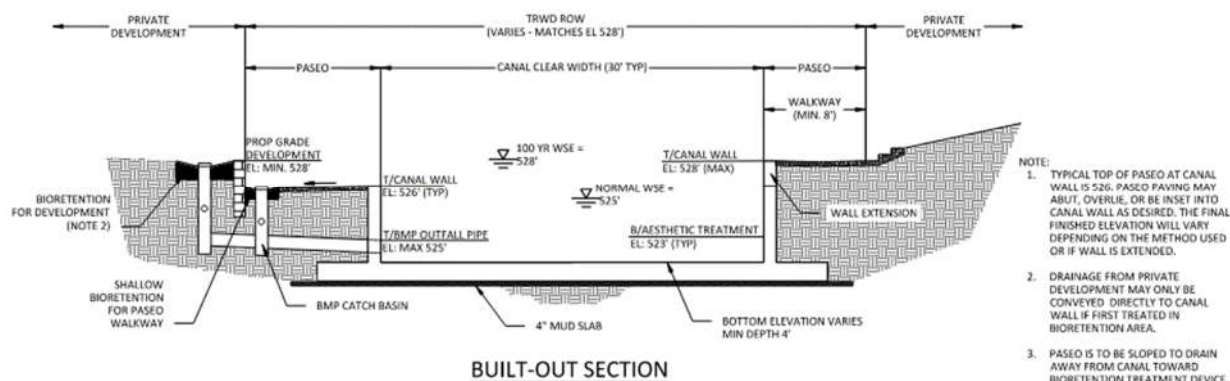 PRIVATE
DEVELOPMENT
TRWD ROW
(VARIES - MATCHES EL 528')
PRIVATE
DEVELOPMENT
PASEO
CANAL CLEAR WIDTH (30' TYP)
PASEO
WALKWAY
(MIN. 8')
PROP GRADE
DEVELOPMENT
EL: MIN. 528'
100 YR WSE =
528'
T/CANAL WALL
EL: 528' (MAX)
T/CANAL WALL
EL: 526' (TYP)
NORMAL WSE =
525'
BIORETENTION
FOR DEVELOPMENT
(NOTE 2)
WALL EXTENSION
T/BMP OUTFALL PIPE
EL: MAX 525'
B/AESTHETIC TREATMENT
EL: 523' (TYP)
SHALLOW
BIORETENTION
FOR PASEO
WALKWAY
BMP CATCH BASIN
4" MUD SLAB
BOTTOM ELEVATION VARIES
MIN DEPTH 4'
BUILT-OUT SECTION
NOTE:
1. TYPICAL TOP OF PASEO AT CANAL
WALL IS 526. PASEO PAVING MAY
ABUT, OVERLIE, OR BE INSET INTO
CANAL WALL AS DESIRED. THE FINAL
FINISHED ELEVATION WILL VARY
DEPENDING ON THE METHOD USED
OR IF WALL IS EXTENDED.
2. DRAINAGE FROM PRIVATE
DEVELOPMENT MAY ONLY BE
CONVEYED DIRECTLY TO CANAL
WALL IF FIRST TREATED IN
BIORETENTION AREA.
3. PASEO IS TO BE SLOPED TO DRAIN
AWAY FROM CANAL TOWARD
BIORETENTION TREATMENT DEVICE